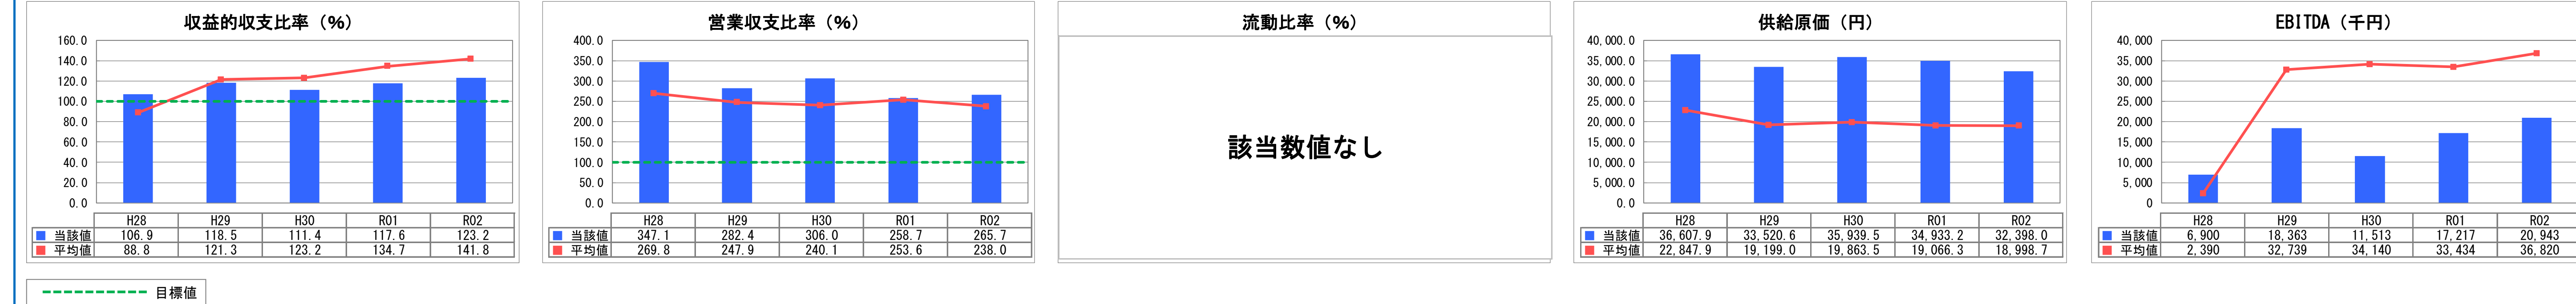 収益的収支比率（％）
160.0
140.0
120.0
100.0
80.0
60.0
40.0
20.0
0.0
H28 H29 H30 R01 R02
当該値 106.9 118.5 111.4 117.6 123.2
平均値 88.8 121.3 123.2 134.7 141.8
営業収支比率（％）
400.0
350.0
300.0
250.0
200.0
150.0
100.0
50.0
0.0
H28 H29 H30 R01 R02
当該値 347.1 282.4 306.0 258.7 265.7
平均値 269.8 247.9 240.1 253.6 238.0
流動比率（％）
該当数値なし
供給原価（円）
40,000.0
35,000.0
30,000.0
25,000.0
20,000.0
15,000.0
10,000.0
5,000.0
0.0
H28 H29 H30 R01 R02
当該値 36,607.9 33,520.6 35,939.5 34,933.2 32,398.0
平均値 22,847.9 19,199.0 19,863.5 19,066.3 18,998.7
EBITDA（千円）
40,000
35,000
30,000
25,000
20,000
15,000
10,000
5,000
0
H28 H29 H30 R01 R02
当該値 6,900 18,363 11,513 17,217 20,943
平均値 2,390 32,739 34,140 33,434 36,820
目標値